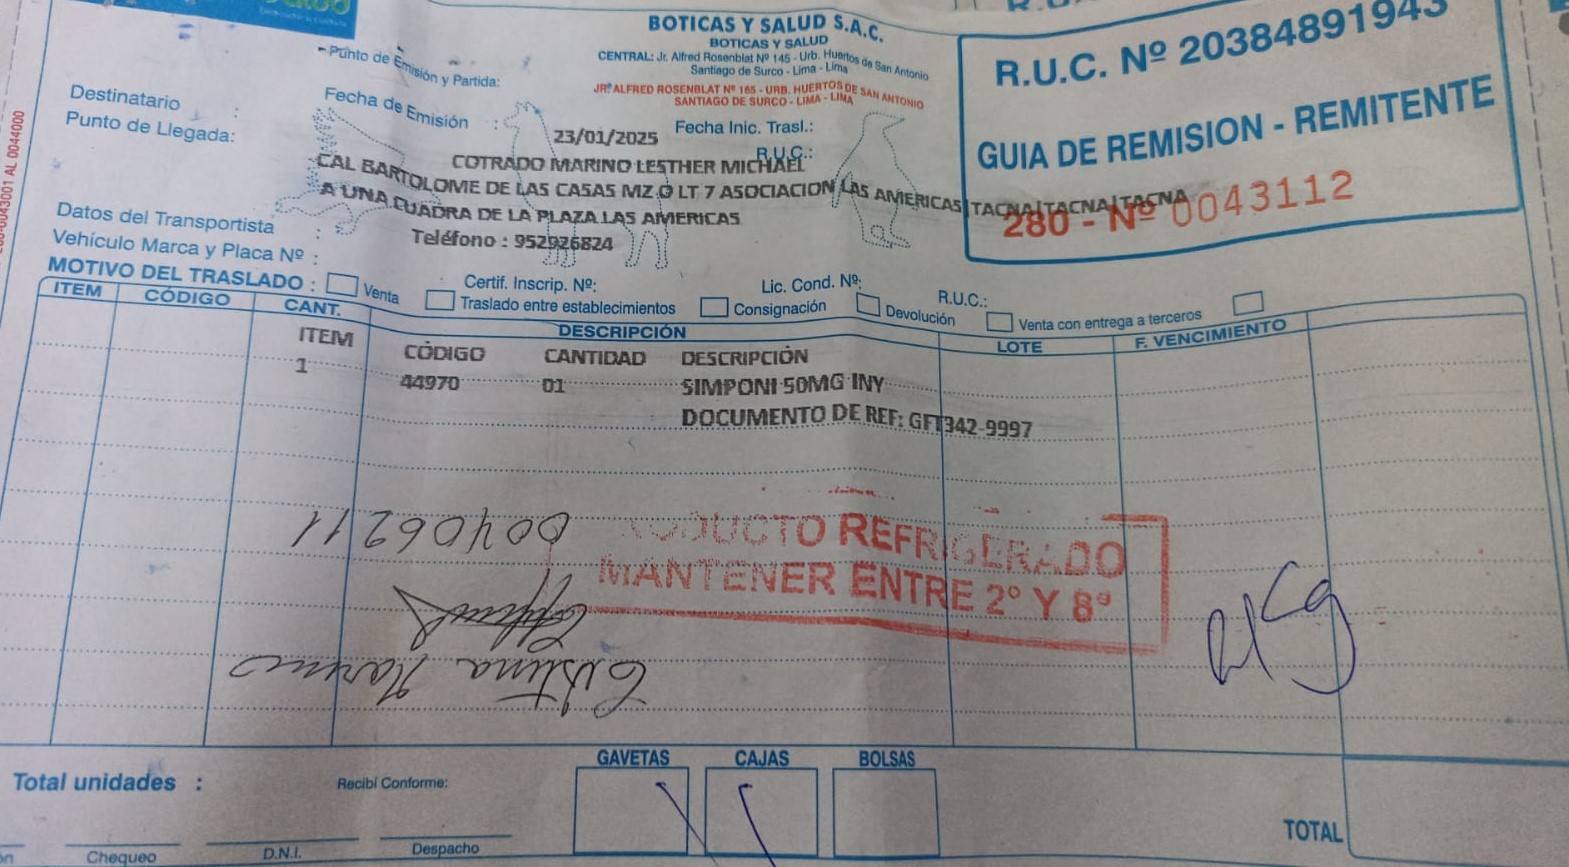 BOTICAS Y SALUD S.A.C.
BOTICAS Y SALUD
CENTRAL: Jr. Alfred Rosenblat Nº 145 - Urb. Huertos de San Antonio
Santiago de Surco - Lima - Lima
JR. ALFRED ROSENBLAT Nº 165 - URB. HUERTOS DE SAN ANTONIO
SANTIAGO DE SURCO - LIMA - LIMA
R.U.C. Nº 20384891943
GUIA DE REMISION - REMITENTE
280 - Nº 0043112
Punto de Emisión y Partida:
Fecha de Emisión : 23/01/2025 Fecha Inic. Trasl.:
Destinatario : COTRADO MARINO LESTHER MICHAEL R.U.C.:
Punto de Llegada: CAL BARTOLOME DE LAS CASAS MZ.O LT 7 ASOCIACION LAS AMERICAS|TACNA|TACNA|TACNA
A UNA CUADRA DE LA PLAZA LAS AMERICAS
Teléfono : 952926824
Datos del Transportista :
Vehículo Marca y Placa Nº : Certif. Inscrip. Nº: Lic. Cond. Nº: R.U.C.:
MOTIVO DEL TRASLADO : Venta Traslado entre establecimientos Consignación Devolución Venta con entrega a terceros
ITEM CÓDIGO CANT. DESCRIPCIÓN LOTE F. VENCIMIENTO
ITEM CÓDIGO CANTIDAD DESCRIPCIÓN
1 44970 01 SIMPONI 50MG INY
DOCUMENTO DE REF: GFT342-9997
PRODUCTO REFRIGERADO
MANTENER ENTRE 2° Y 8°
00406211
Marino
Total unidades : Recibí Conforme: GAVETAS CAJAS BOLSAS
TOTAL
Chequeo D.N.I. Despacho